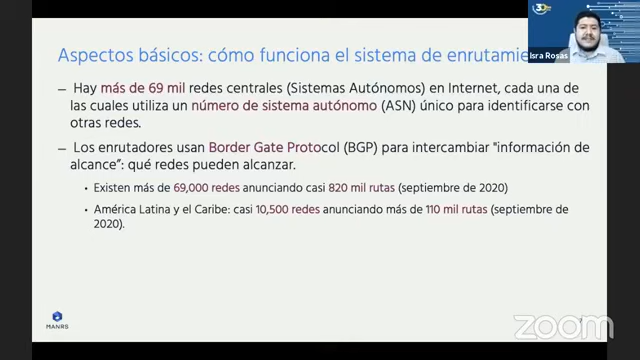 Aspectos básicos: cómo funciona el sistema de enrutami
Isra Rosas
– Hay más de 69 mil redes centrales (Sistemas Autónomos) en Internet, cada una de
las cuales utiliza un número de sistema autónomo (ASN) único para identificarse con
otras redes.
– Los enrutadores usan Border Gate Protocol (BGP) para intercambiar "información de
alcance”: qué redes pueden alcanzar.
• Existen más de 69,000 redes anunciando casi 820 mil rutas (septiembre de 2020)
• América Latina y el Caribe: casi 10,500 redes anunciando más de 110 mil rutas (septiembre de
2020).
MANRS
zoom